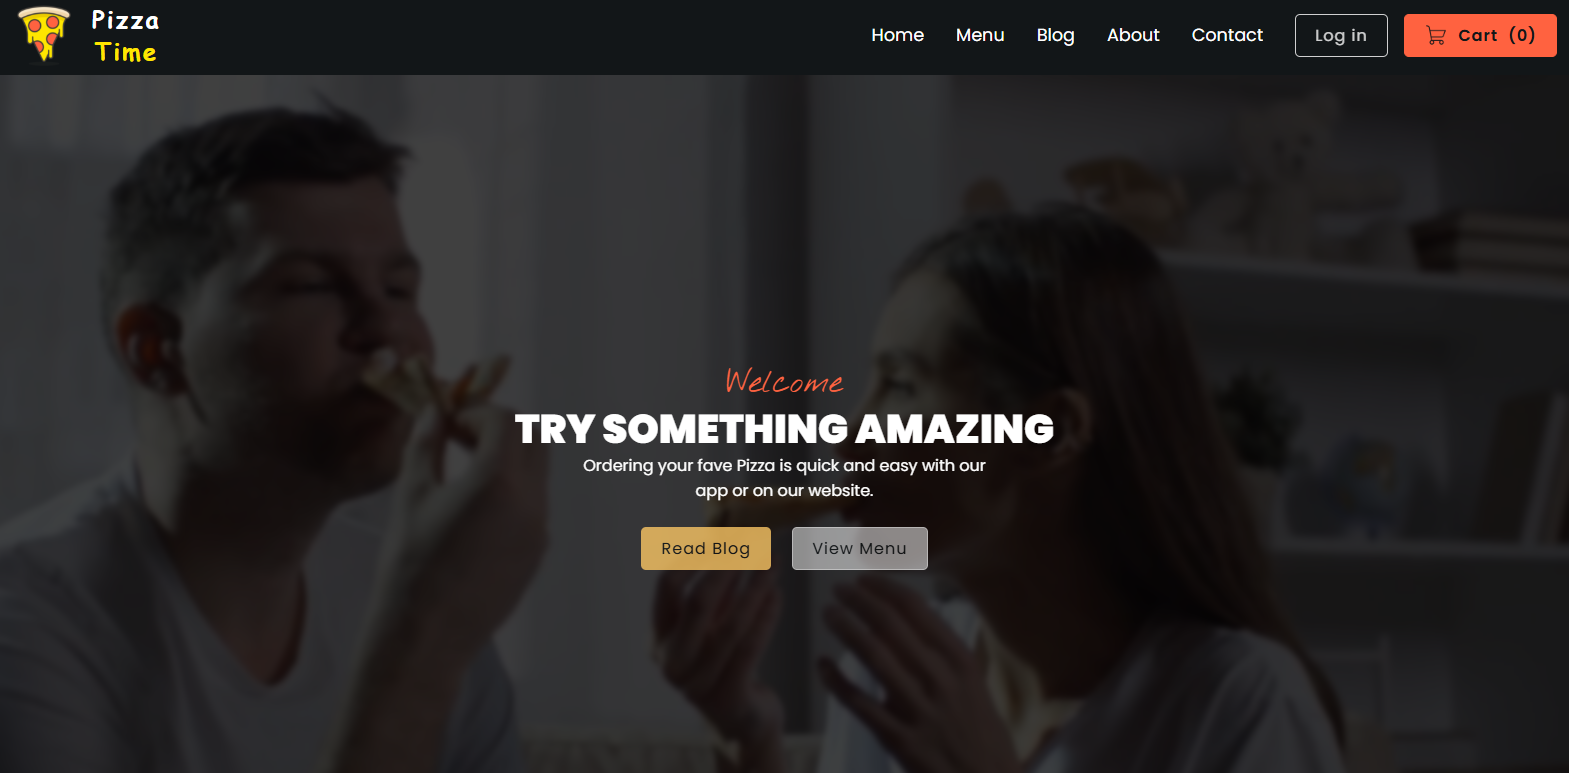 Pizza
Time
Home Menu Blog About Contact Log in Cart (0)
Welcome
TRY SOMETHING AMAZING
Ordering your fave Pizza is quick and easy with our
app or on our website.
Read Blog View Menu